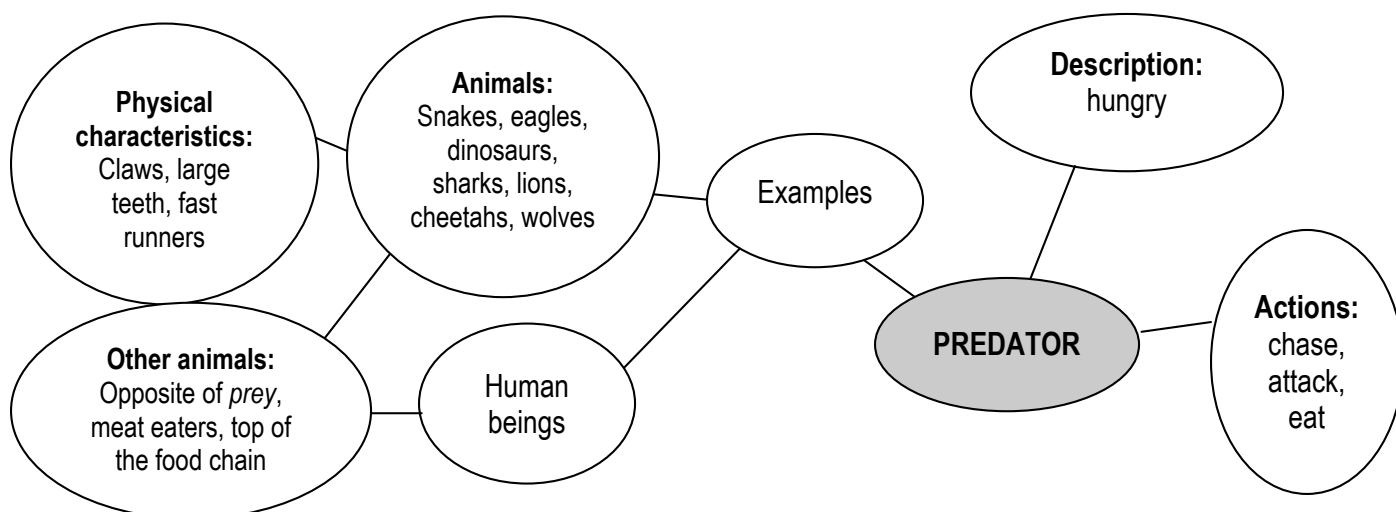 Physical
characteristics:
Claws, large
teeth, fast
runners
Animals:
Snakes, eagles,
dinosaurs,
sharks, lions,
cheetahs, wolves
Examples
Description:
hungry
Other animals:
Opposite of prey,
meat eaters, top of
the food chain
Human
beings
PREDATOR
Actions:
chase,
attack,
eat